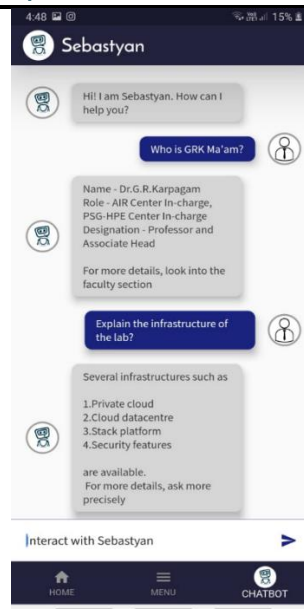 4:48 15%
Sebastyan
Hi! I am Sebastyan. How can I
help you?
Who is GRK Ma'am?
Name - Dr.G.R.Karpagam
Role - AIR Center In-charge,
PSG-HPE Center In-charge
Designation - Professor and
Associate Head
For more details, look into the
faculty section
Explain the infrastructure of
the lab?
Several infrastructures such as
1.Private cloud
2.Cloud datacentre
3.Stack platform
4.Security features
are available.
For more details, ask more
precisely
Interact with Sebastyan
HOME MENU CHATBOT